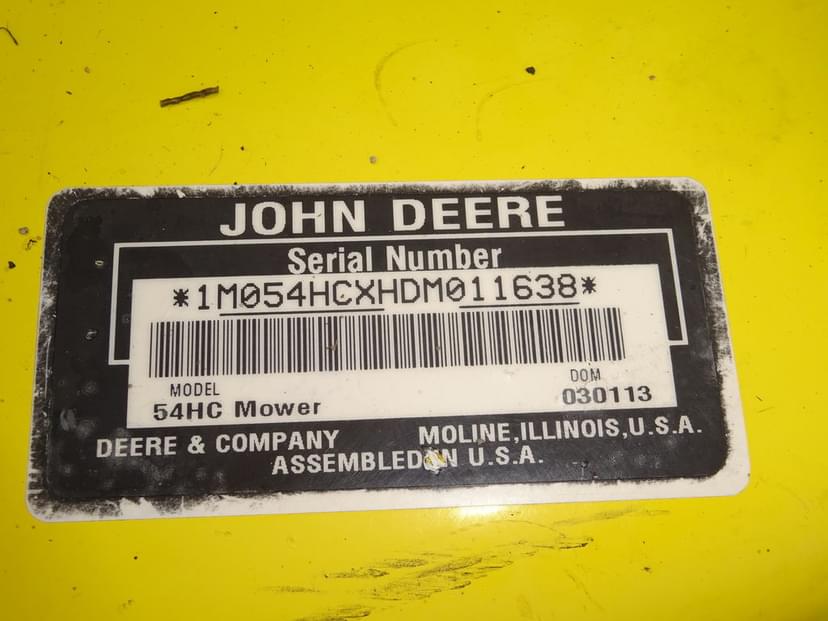 JOHN DEERE
Serial Number
*1M054HCXHDM011638*
MODEL
DOM
54HC Mower
030113
DEERE & COMPANY
MOLINE, ILLINOIS, U.S.A.
ASSEMBLED IN U.S.A.